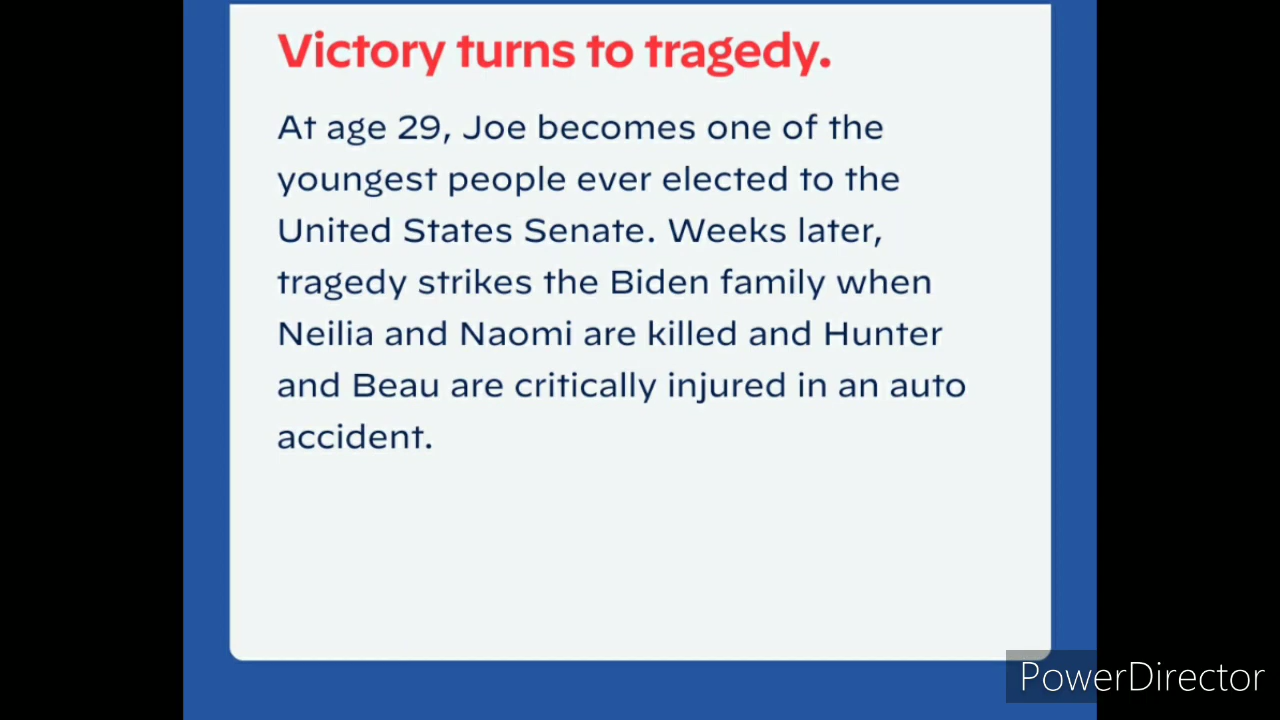 Victory turns to tragedy.
At age 29, Joe becomes one of the
youngest people ever elected to the
United States Senate. Weeks later,
tragedy strikes the Biden family when
Neilia and Naomi are killed and Hunter
and Beau are critically injured in an auto
accident.
PowerDirector